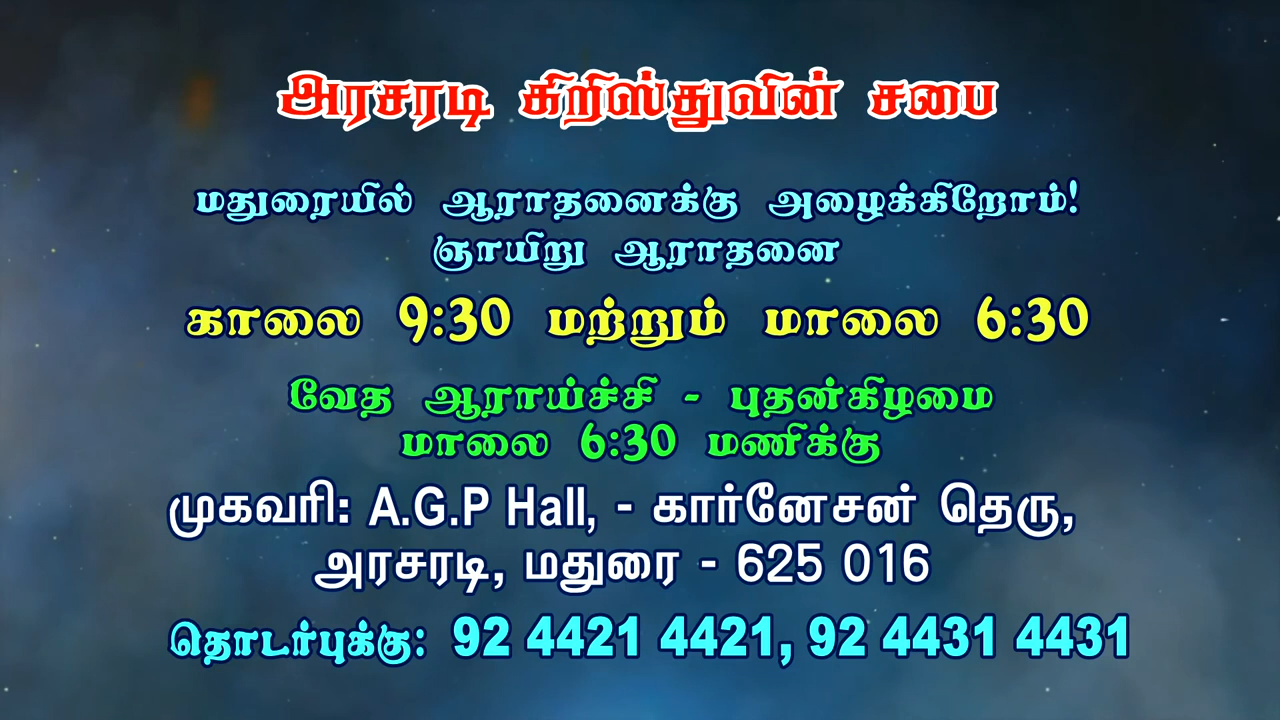 அரசரடி கிறிஸ்துவின் சபை
மதுரையில் ஆராதனைக்கு அழைக்கிறோம்!
ஞாயிறு ஆராதனை
காலை 9:30 மற்றும் மாலை 6:30
வேத ஆராய்ச்சி - புதன்கிழமை
மாலை 6:30 மணிக்கு
முகவரி: A.G.P Hall, - கார்னேசன் தெரு,
அரசரடி, மதுரை - 625 016
தொடர்புக்கு: 92 4421 4421, 92 4431 4431